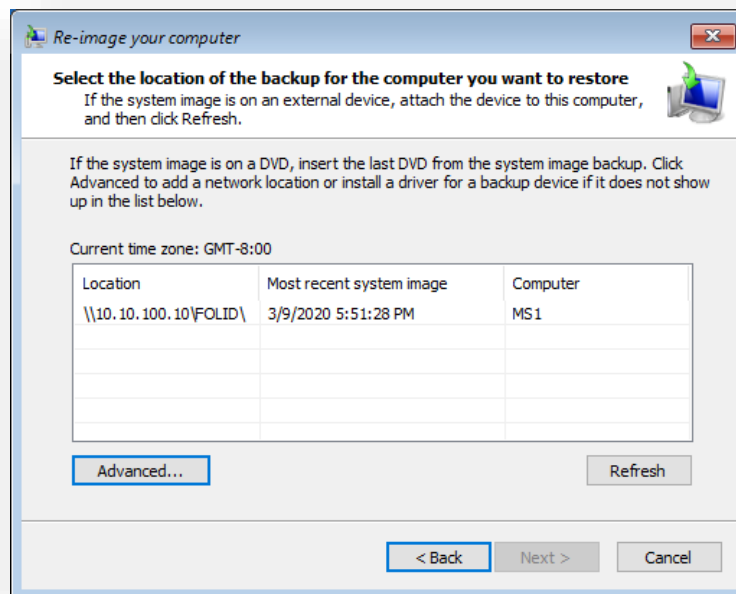 Re-image your computer
Select the location of the backup for the computer you want to restore
If the system image is on an external device, attach the device to this computer,
and then click Refresh.
If the system image is on a DVD, insert the last DVD from the system image backup. Click
Advanced to add a network location or install a driver for a backup device if it does not show
up in the list below.
Current time zone: GMT-8:00
Location Most recent system image Computer
\\10.10.100.10\FOLID\ 3/9/2020 5:51:28 PM MS1
Advanced... Refresh
< Back Next > Cancel